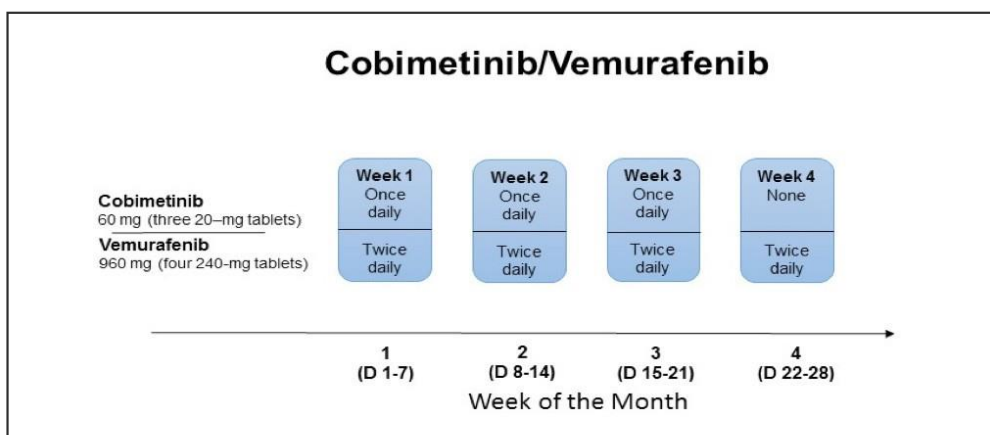 Cobimetinib/Vemurafenib
Cobimetinib
60 mg (three 20–mg tablets)
Vemurafenib
960 mg (four 240-mg tablets)
Week 1
Once
daily
Twice
daily
Week 2
Once
daily
Twice
daily
Week 3
Once
daily
Twice
daily
Week 4
None
Twice
daily
1
(D 1-7)
2
(D 8-14)
3
(D 15-21)
4
(D 22-28)
Week of the Month